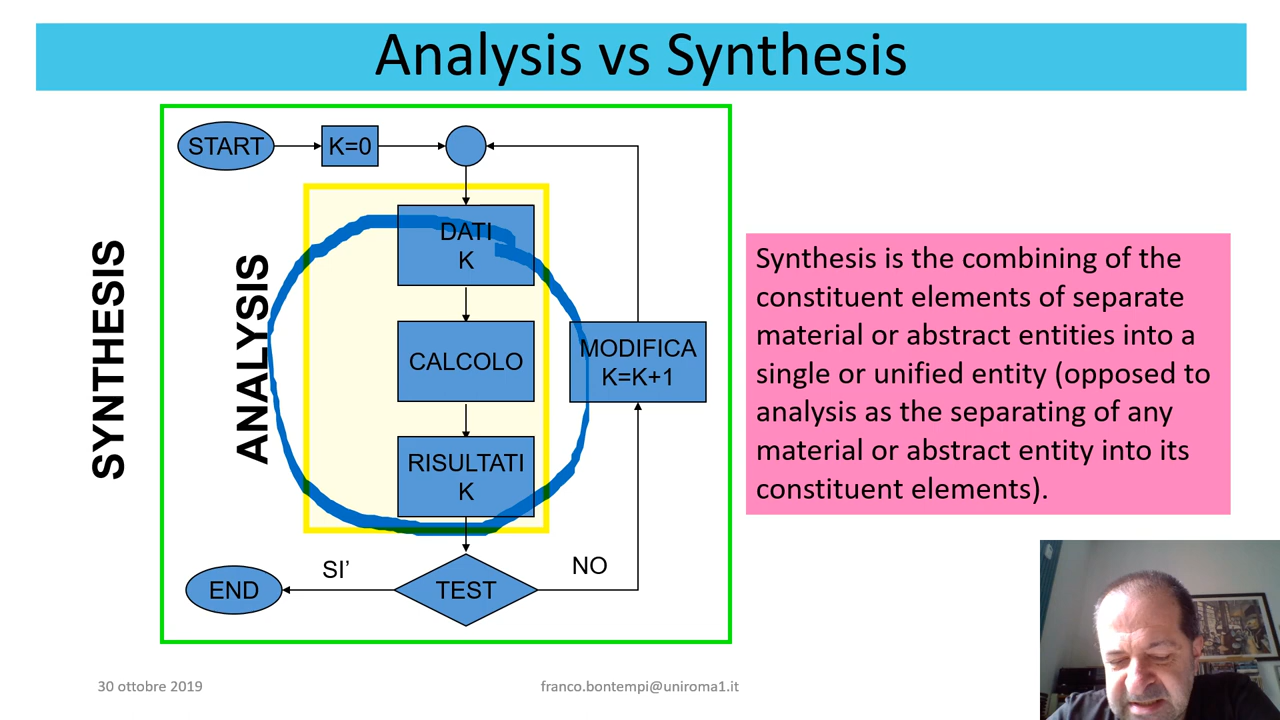 Analysis vs Synthesis
START
K=0
SYNTHESIS
ANALYSIS
DATI
K
CALCOLO
RISULTATI
K
MODIFICA
K=K+1
TEST
SI’
NO
END
Synthesis is the combining of the
constituent elements of separate
material or abstract entities into a
single or unified entity (opposed to
analysis as the separating of any
material or abstract entity into its
constituent elements).
30 ottobre 2019
franco.bontempi@uniroma1.it